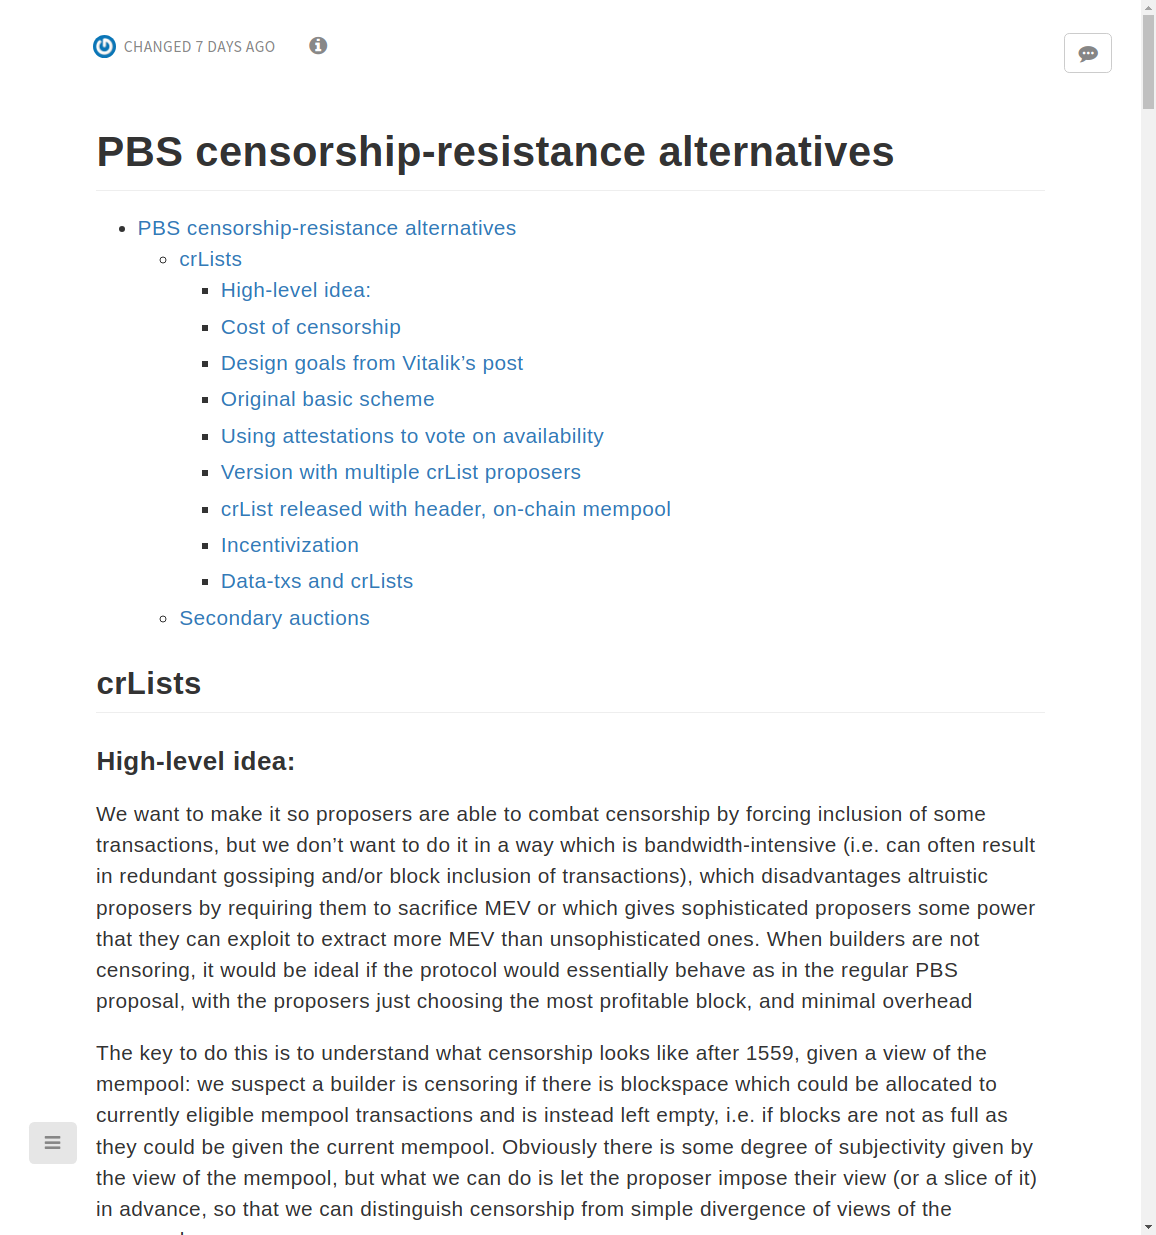 CHANGED 7 DAYS AGO
PBS censorship-resistance alternatives
PBS censorship-resistance alternatives
crLists
High-level idea:
Cost of censorship
Design goals from Vitalik’s post
Original basic scheme
Using attestations to vote on availability
Version with multiple crList proposers
crList released with header, on-chain mempool
Incentivization
Data-txs and crLists
Secondary auctions
crLists
High-level idea:
We want to make it so proposers are able to combat censorship by forcing inclusion of some
transactions, but we don’t want to do it in a way which is bandwidth-intensive (i.e. can often result
in redundant gossiping and/or block inclusion of transactions), which disadvantages altruistic
proposers by requiring them to sacrifice MEV or which gives sophisticated proposers some power
that they can exploit to extract more MEV than unsophisticated ones. When builders are not
censoring, it would be ideal if the protocol would essentially behave as in the regular PBS
proposal, with the proposers just choosing the most profitable block, and minimal overhead
The key to do this is to understand what censorship looks like after 1559, given a view of the
mempool: we suspect a builder is censoring if there is blockspace which could be allocated to
currently eligible mempool transactions and is instead left empty, i.e. if blocks are not as full as
they could be given the current mempool. Obviously there is some degree of subjectivity given by
the view of the mempool, but what we can do is let the proposer impose their view (or a slice of it)
in advance, so that we can distinguish censorship from simple divergence of views of the